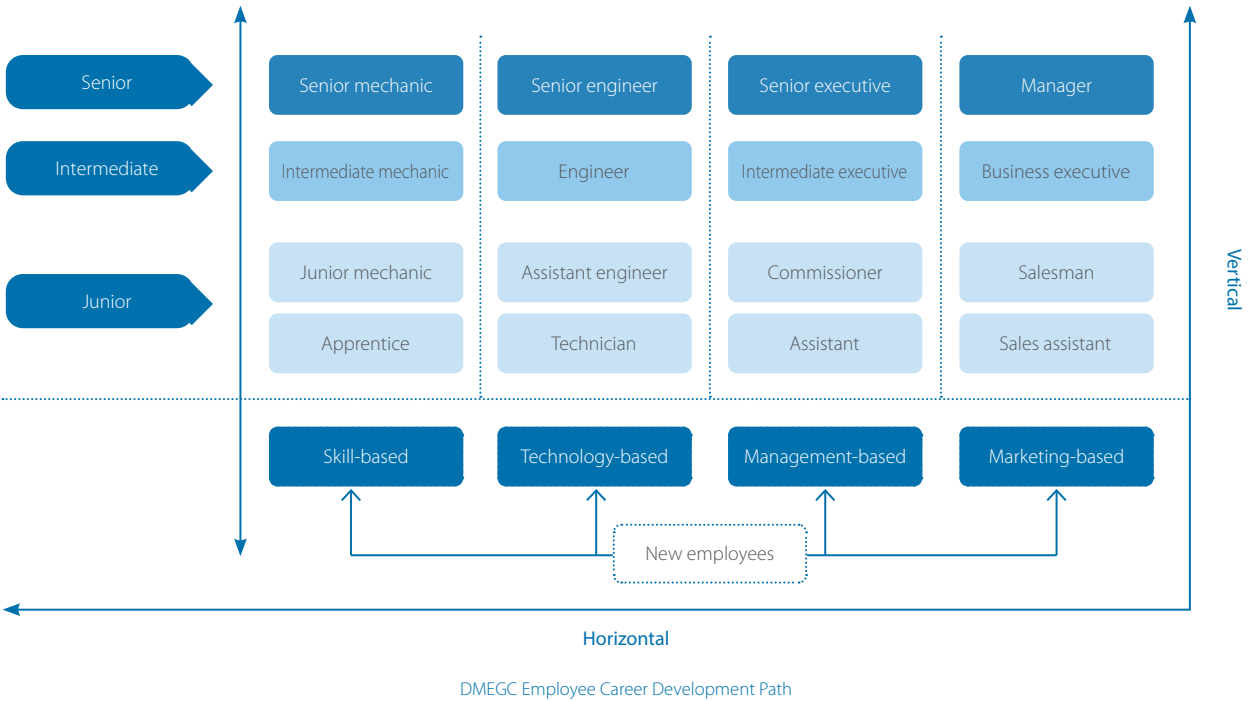 Senior
Senior mechanic
Senior engineer
Senior executive
Manager
Intermediate
Intermediate mechanic
Engineer
Intermediate executive
Business executive
Junior
Junior mechanic
Assistant engineer
Commissioner
Salesman
Apprentice
Technician
Assistant
Sales assistant
Vertical
Skill-based
Technology-based
Management-based
Marketing-based
New employees
Horizontal
DMEGC Employee Career Development Path